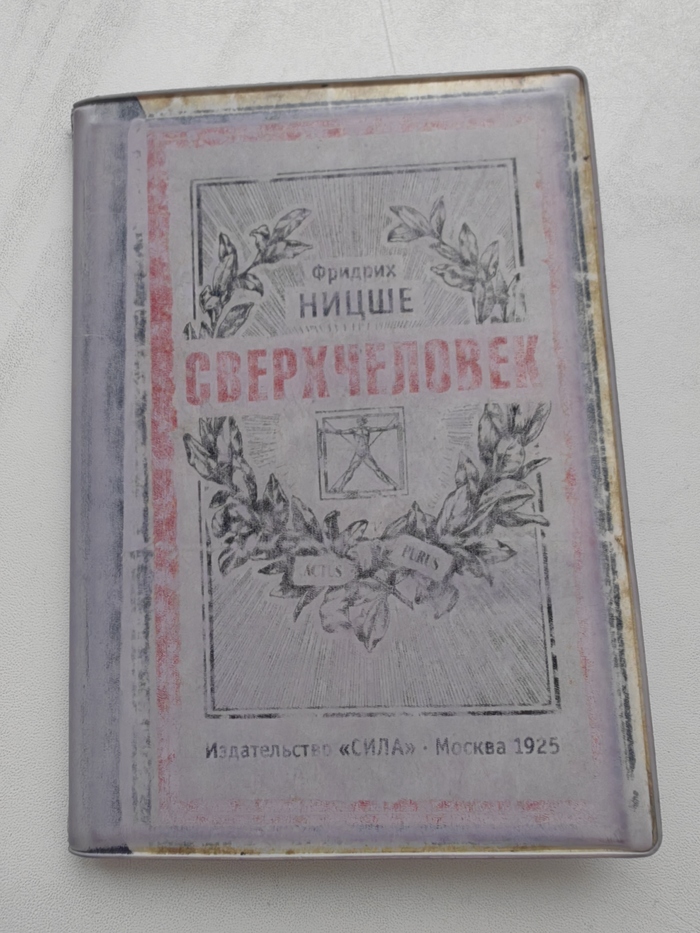 Фридрих
НИЦШЕ
СВЕРХЧЕЛОВЕК
ACTUS PURUS
Издательство «СИЛА» · Москва 1925